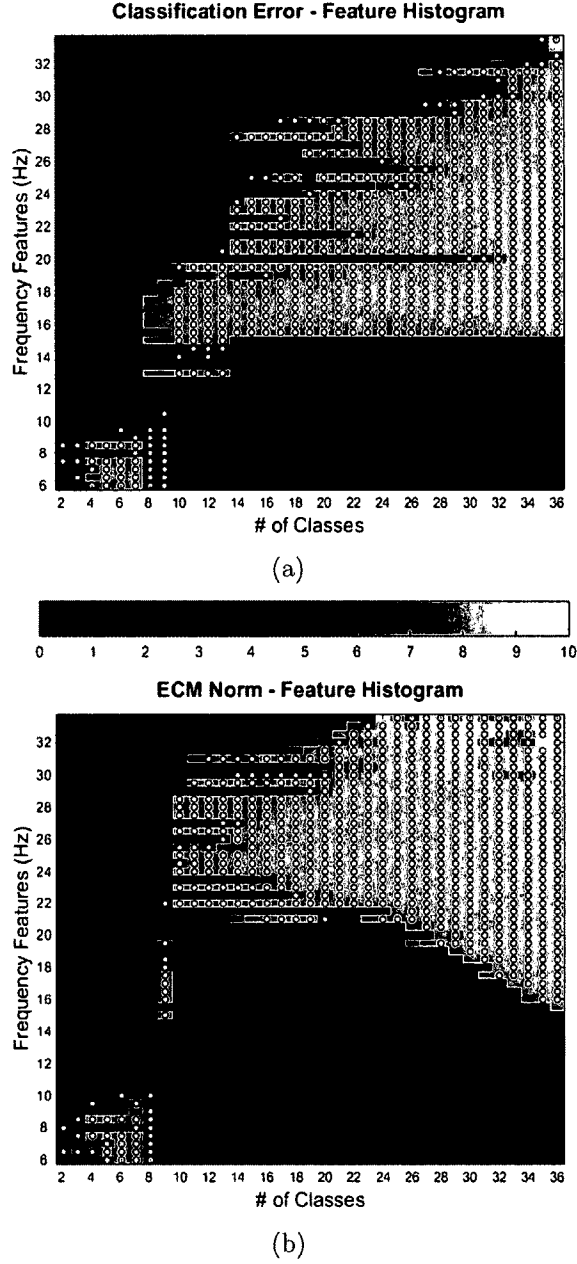 Classification Error - Feature Histogram
32
30
28
26
24
22
20
18
16
14
12
10
8
6
Frequency Features (Hz)
2 4 6 8 10 12 14 16 18 20 22 24 26 28 30 32 34 36
# of Classes
(a)
0 1 2 3 4 5 6 7 8 9 10
ECM Norm - Feature Histogram
32
30
28
26
24
22
20
18
16
14
12
10
8
6
Frequency Features (Hz)
2 4 6 8 10 12 14 16 18 20 22 24 26 28 30 32 34 36
# of Classes
(b)